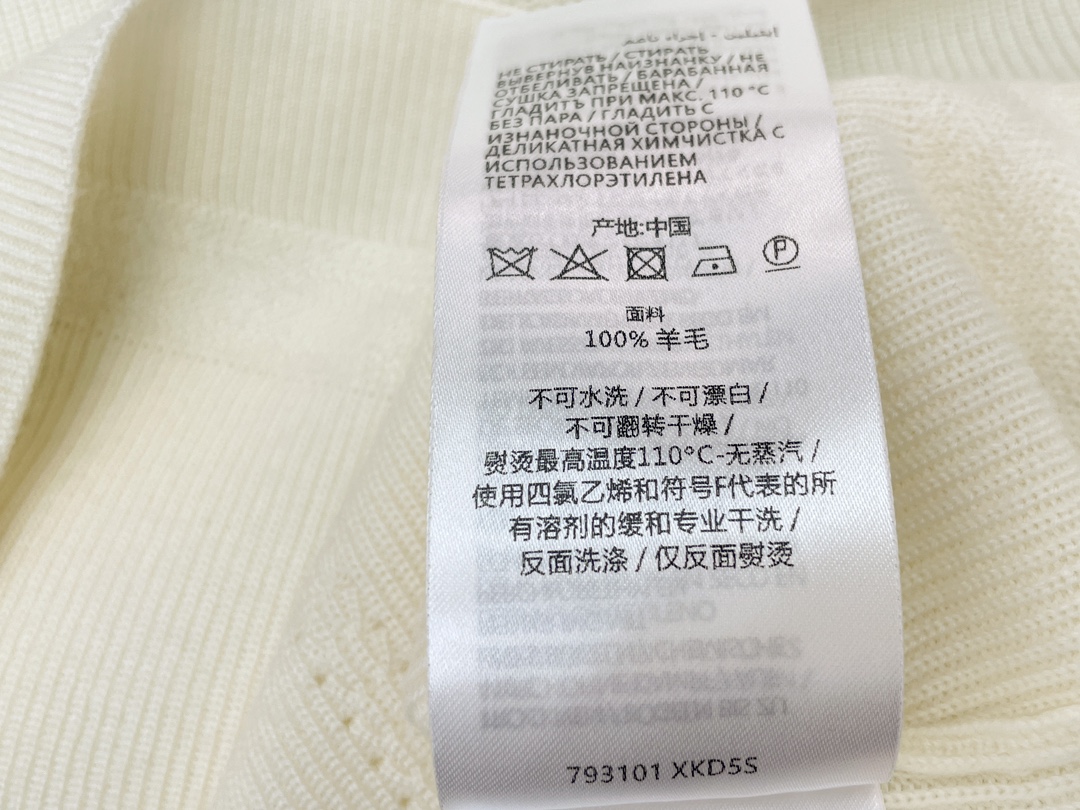 НЕ СТИРАТЬ / СТИРАТЬ
ВЫВЕРНУВ НАИЗНАНКУ / НЕ
ОТБЕЛИВАТЬ / БАРАБАННАЯ
СУШКА ЗАПРЕЩЕНА /
ГЛАДИТЬ ПРИ МАКС. 110 °C
БЕЗ ПАРА / ГЛАДИТЬ С
ИЗНАНОЧНОЙ СТОРОНЫ /
ДЕЛИКАТНАЯ ХИМЧИСТКА С
ИСПОЛЬЗОВАНИЕМ
ТЕТРАХЛОРЭТИЛЕНА
产地:中国
P
面料
100% 羊毛
不可水洗 / 不可漂白 /
不可翻转干燥 /
熨烫最高温度110°C-无蒸汽 /
使用四氯乙烯和符号F代表的所
有溶剂的缓和专业干洗 /
反面洗涤 / 仅反面熨烫
793101 XKD5S